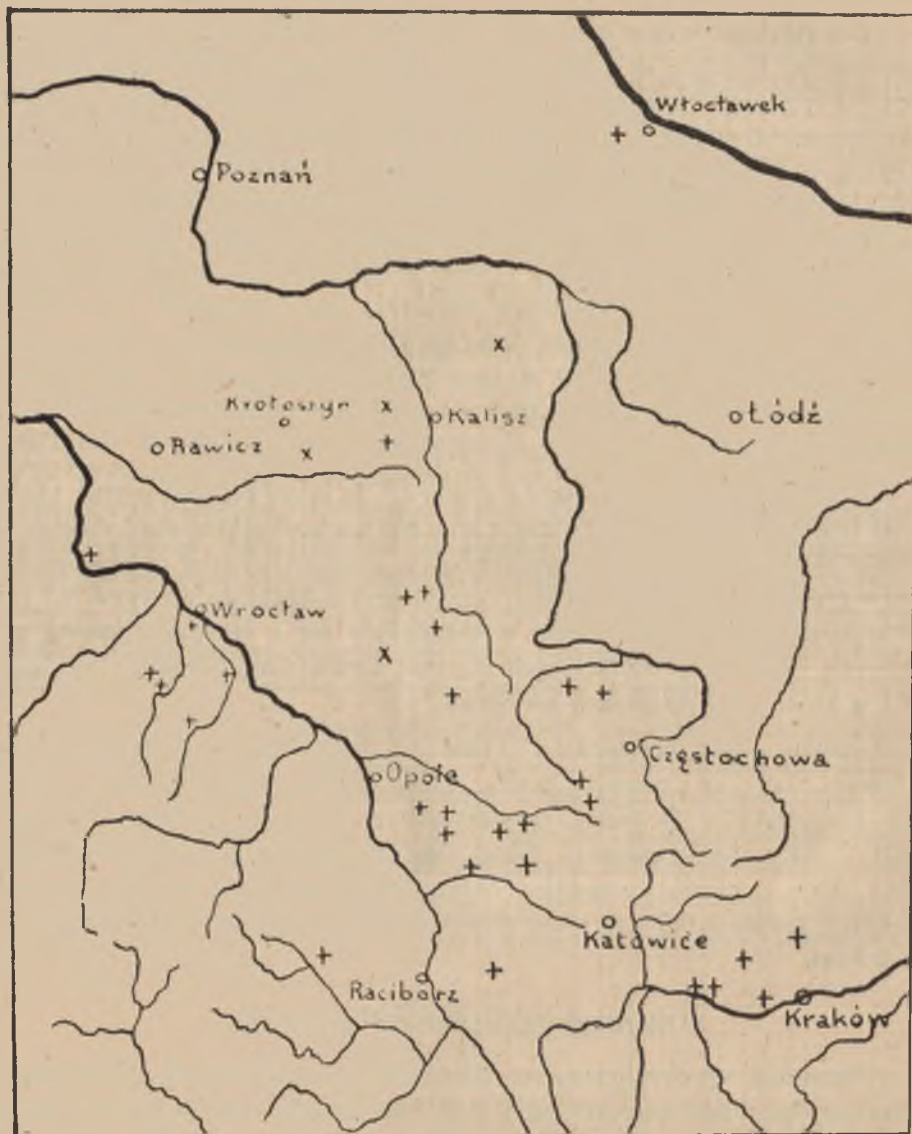 Włocławek
Poznań
Krotoszyn
Kalisz
Łódź
Rawicz
Wrocław
Częstochowa
Opole
Katowice
Racibórz
Kraków